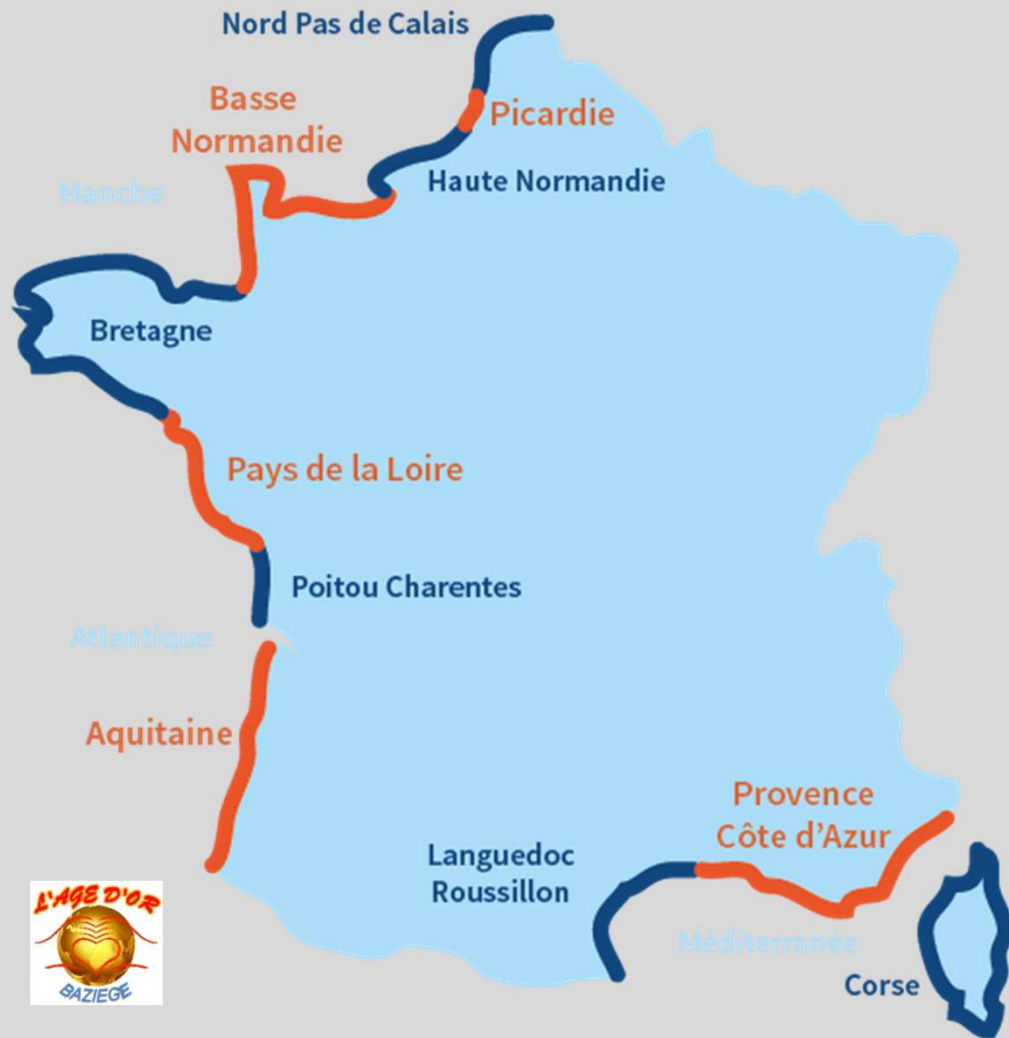 Nord Pas de Calais
Basse
Normandie
Picardie
Haute Normandie
Manche
Bretagne
Pays de la Loire
Poitou Charentes
Atlantique
Aquitaine
Provence
Côte d’Azur
Languedoc
Roussillon
Méditerranée
Corse
L'AGE D'OR
BAZIEGE